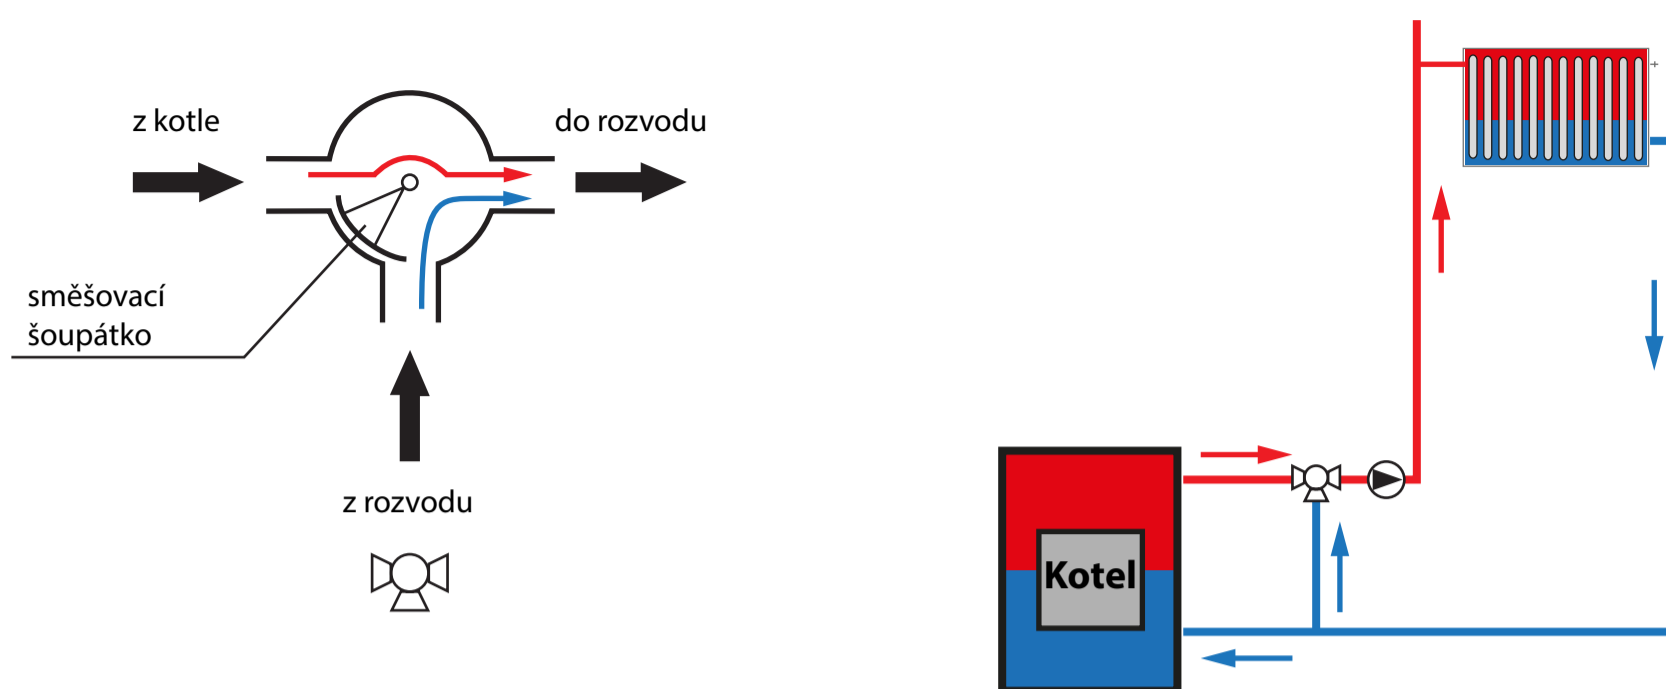 z kotle
do rozvodu
směšovací
šoupátko
z rozvodu
Kotel